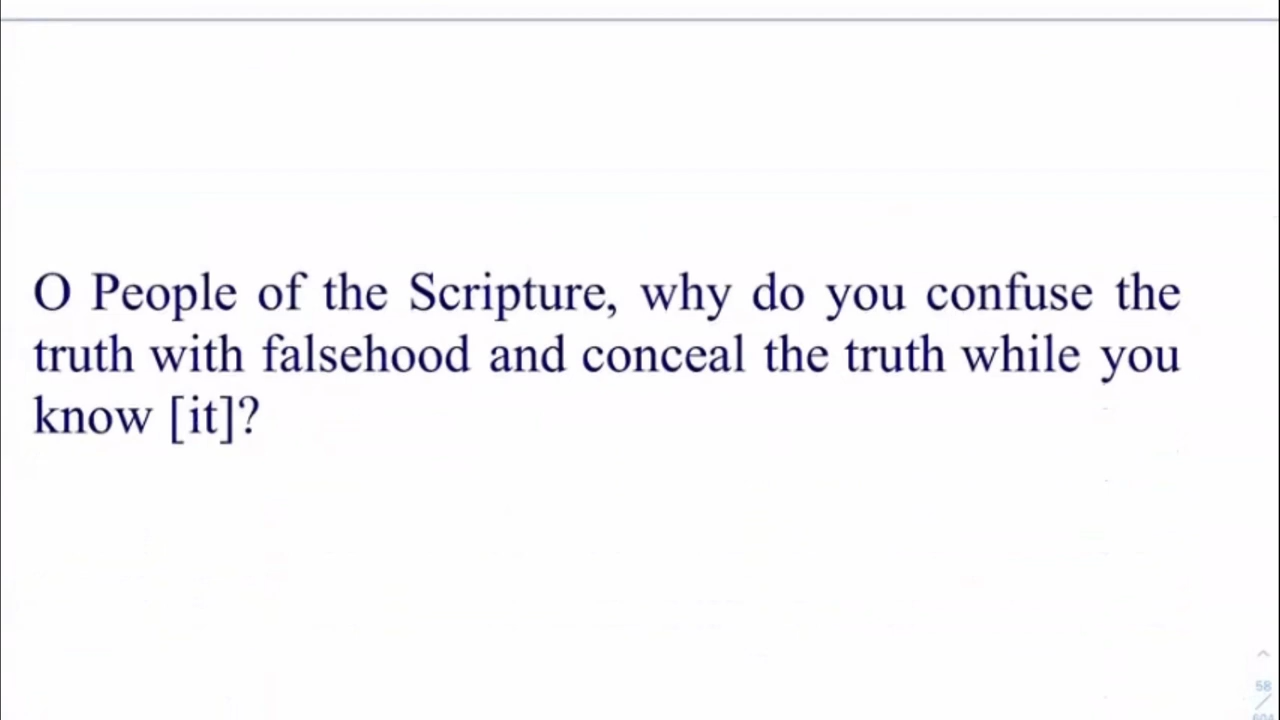 O People of the Scripture, why do you confuse the
truth with falsehood and conceal the truth while you
know [it]?
58
/